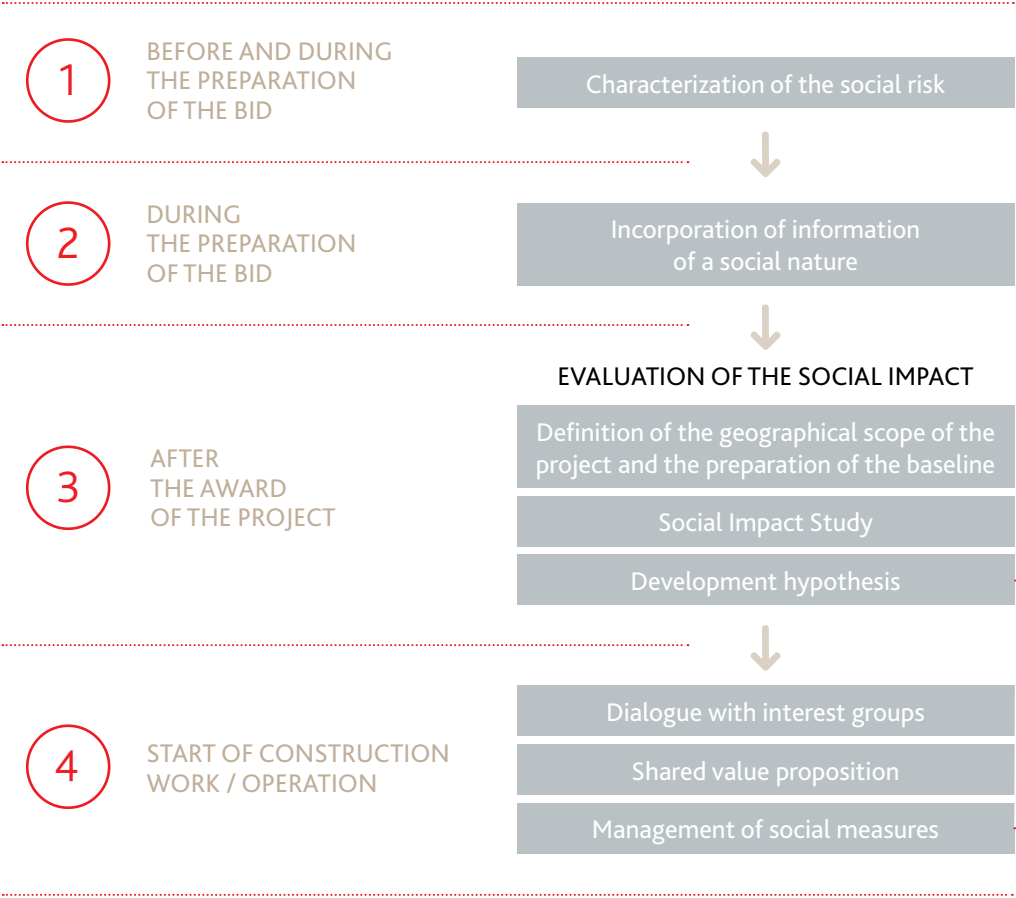 1
BEFORE AND DURING
THE PREPARATION
OF THE BID
Characterization of the social risk
2
DURING
THE PREPARATION
OF THE BID
Incorporation of information
of a social nature
3
AFTER
THE AWARD
OF THE PROJECT
EVALUATION OF THE SOCIAL IMPACT
Definition of the geographical scope of the
project and the preparation of the baseline
Social Impact Study
Development hypothesis
4
START OF CONSTRUCTION
WORK / OPERATION
Dialogue with interest groups
Shared value proposition
Management of social measures